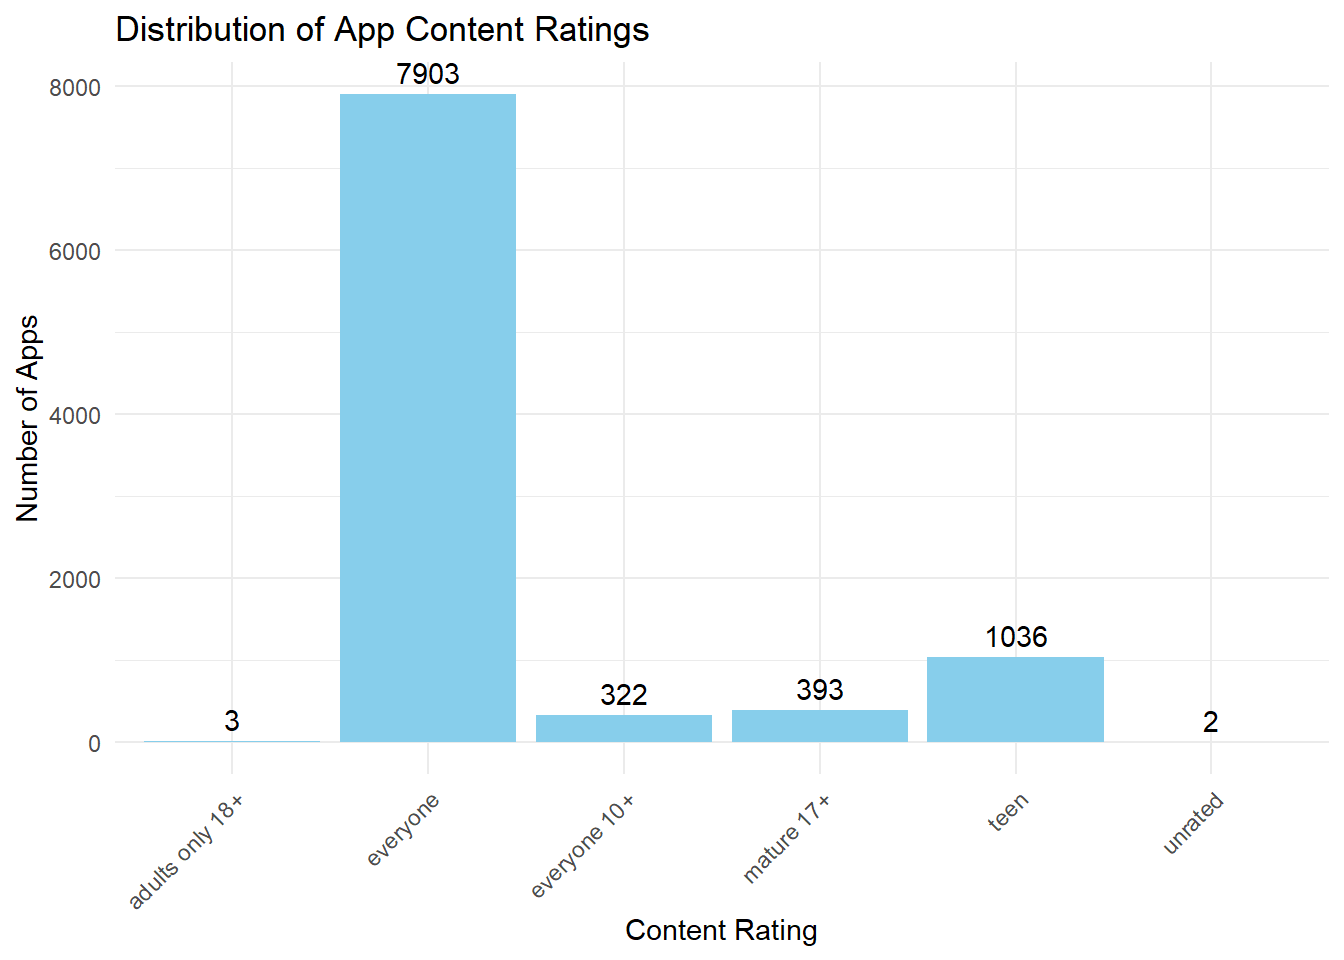 Distribution of App Content Ratings
7903
8000
6000
4000
2000
0
Number of Apps
3
322
393
1036
2
adults only 18+
everyone
everyone 10+
mature 17+
teen
unrated
Content Rating